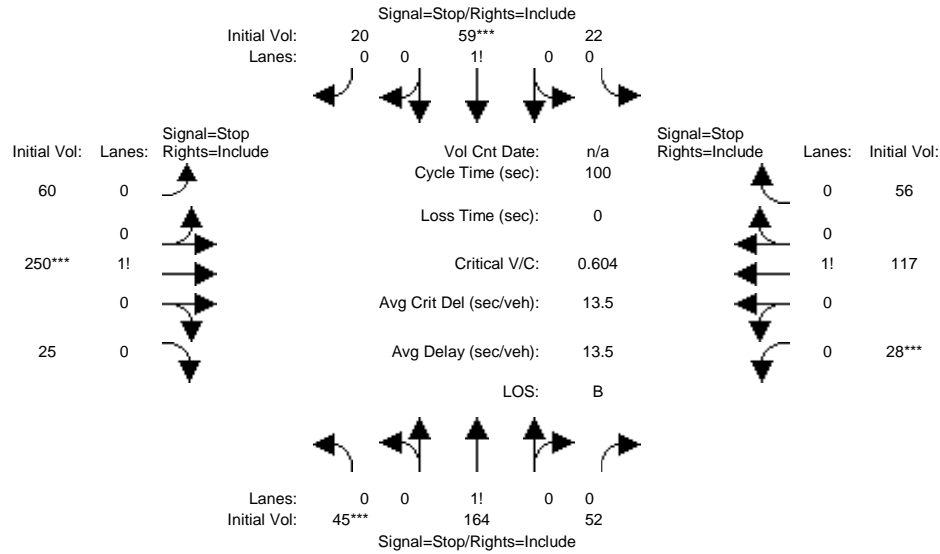 Signal=Stop/Rights=Include
Initial Vol: 20 59*** 22
Lanes: 0 0 1! 0 0
Signal=Stop Signal=Stop
Initial Vol: Lanes: Rights=Include Vol Cnt Date: n/a Rights=Include Lanes: Initial Vol:
Cycle Time (sec): 100
60 0 0 56
Loss Time (sec): 0
0 0
250*** 1! Critical V/C: 0.604 1! 117
0 Avg Crit Del (sec/veh): 13.5 0
25 0 Avg Delay (sec/veh): 13.5 0 28***
LOS: B
Lanes: 0 0 1! 0 0
Initial Vol: 45*** 164 52
Signal=Stop/Rights=Include